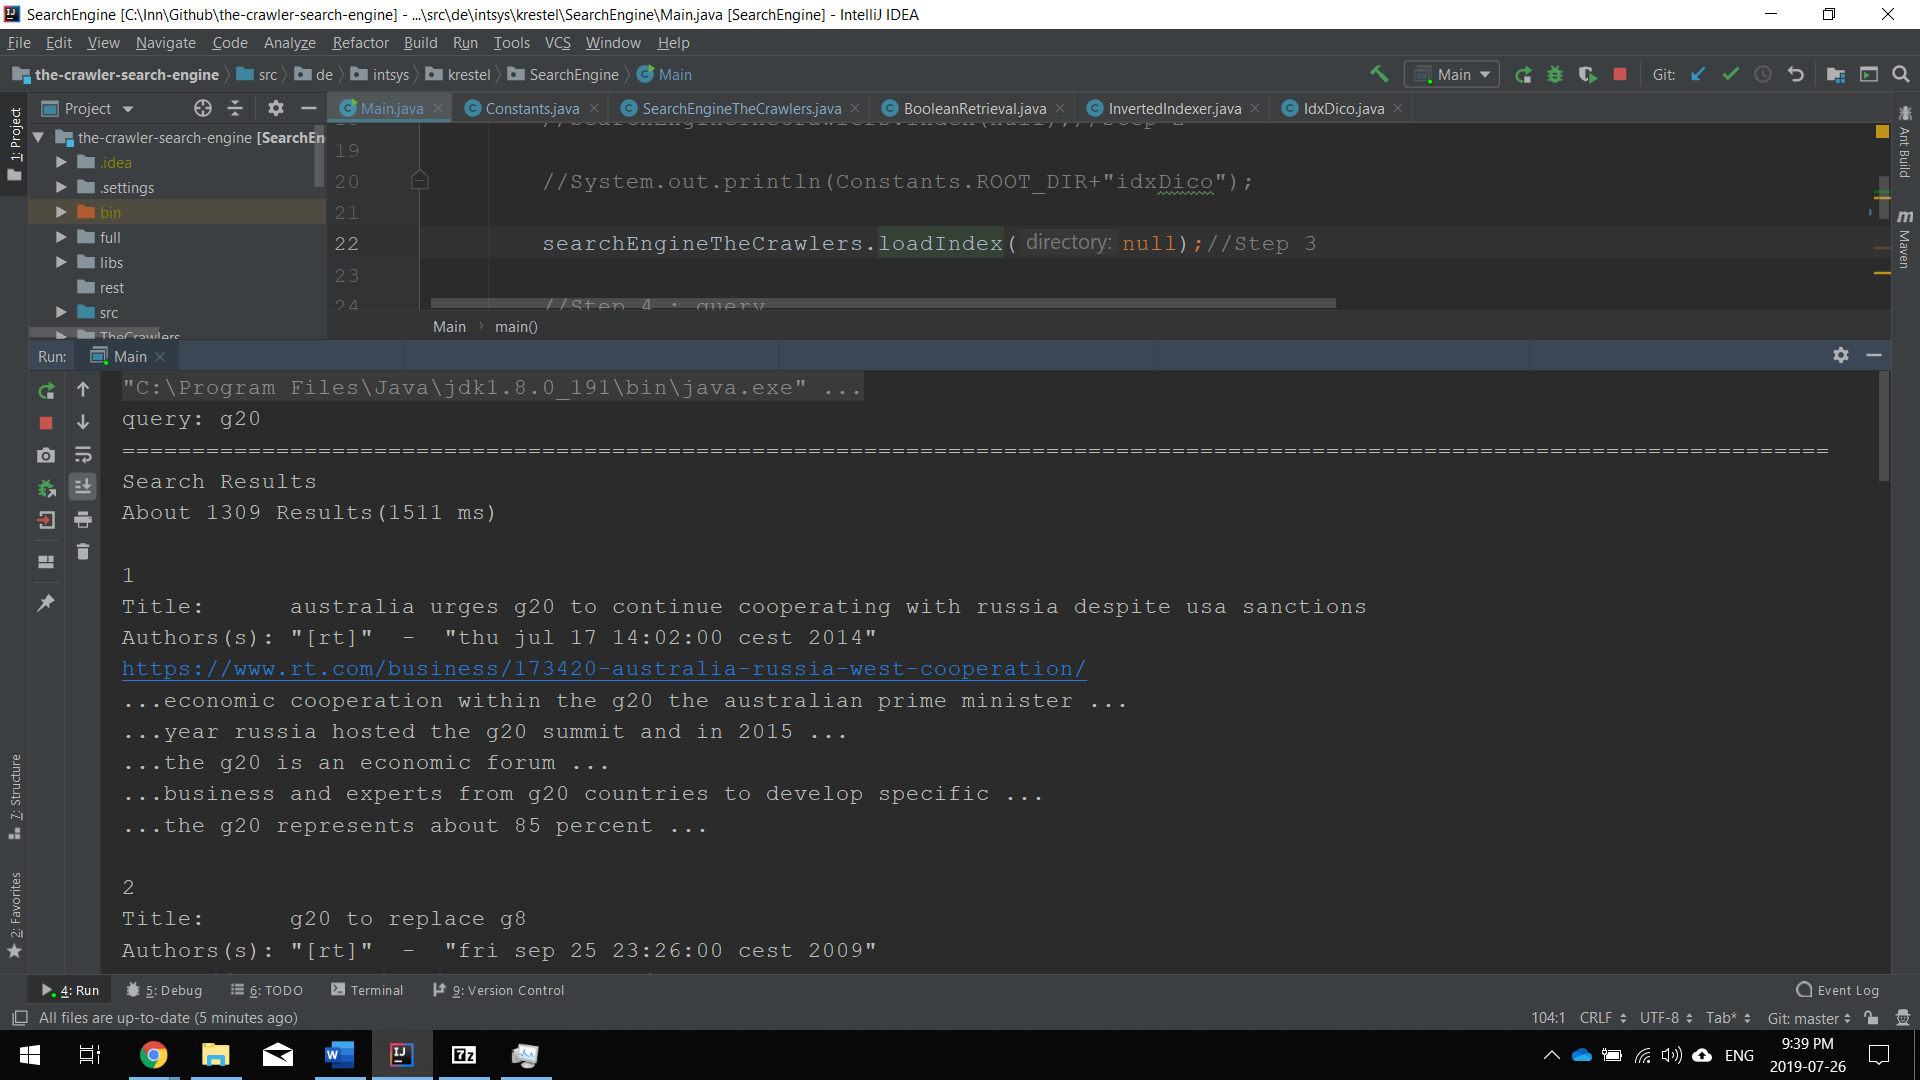 SearchEngine [C:\Inn\Github\the-crawler-search-engine] - ...\src\de\intsys\krestel\SearchEngine\Main.java [SearchEngine] - IntelliJ IDEA
File Edit View Navigate Code Analyze Refactor Build Run Tools VCS Window Help
the-crawler-search-engine src de intsys krestel SearchEngine Main
Main Git:
Project
Main.java Constants.java SearchEngineTheCrawlers.java BooleanRetrieval.java InvertedIndexer.java IdxDico.java
1: Project
the-crawler-search-engine [SearchEn
.idea
.settings
bin
full
libs
rest
src
TheCrawlers
19
20 //System.out.println(Constants.ROOT_DIR+"idxDico");
21
22 searchEngineTheCrawlers.loadIndex( directory: null);//Step 3
23
24 //Step 4 : query
Main › main()
Ant Build
Maven
Run: Main
"C:\Program Files\Java\jdk1.8.0_191\bin\java.exe" ...
query: g20
==========================================================================================================================
Search Results
About 1309 Results(1511 ms)
1
Title: australia urges g20 to continue cooperating with russia despite usa sanctions
Authors(s): "[rt]" - "thu jul 17 14:02:00 cest 2014"
https://www.rt.com/business/173420-australia-russia-west-cooperation/
...economic cooperation within the g20 the australian prime minister ...
...year russia hosted the g20 summit and in 2015 ...
...the g20 is an economic forum ...
...business and experts from g20 countries to develop specific ...
...the g20 represents about 85 percent ...
2
Title: g20 to replace g8
Authors(s): "[rt]" - "fri sep 25 23:26:00 cest 2009"
7: Structure
2: Favorites
4: Run 5: Debug 6: TODO Terminal 9: Version Control Event Log
All files are up-to-date (5 minutes ago) 104:1 CRLF UTF-8 Tab* Git: master
ENG 9:39 PM
2019-07-26